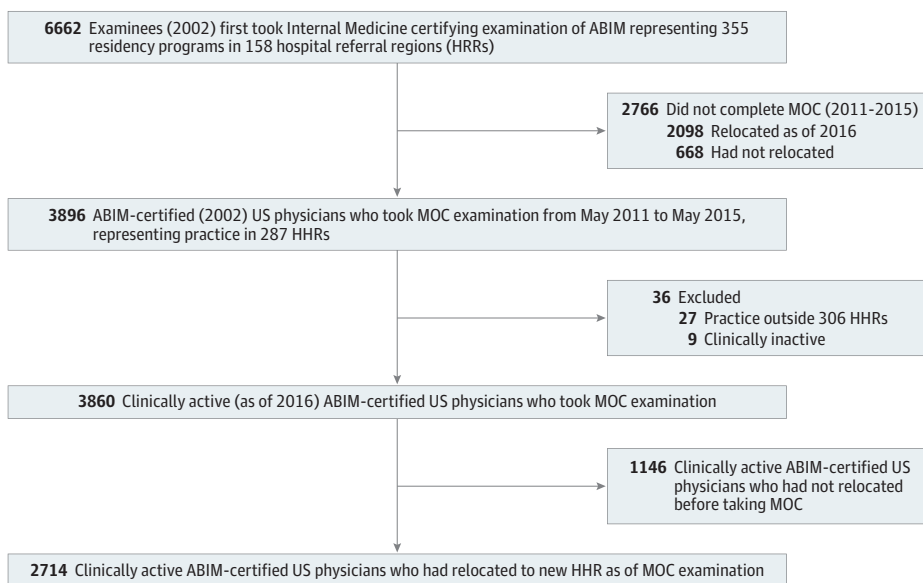 6662 Examinees (2002) first took Internal Medicine certifying examination of ABIM representing 355
residency programs in 158 hospital referral regions (HRRs)
2766 Did not complete MOC (2011-2015)
2098 Relocated as of 2016
668 Had not relocated
3896 ABIM-certified (2002) US physicians who took MOC examination from May 2011 to May 2015,
representing practice in 287 HHRs
36 Excluded
27 Practice outside 306 HHRs
9 Clinically inactive
3860 Clinically active (as of 2016) ABIM-certified US physicians who took MOC examination
1146 Clinically active ABIM-certified US
physicians who had not relocated
before taking MOC
2714 Clinically active ABIM-certified US physicians who had relocated to new HHR as of MOC examination